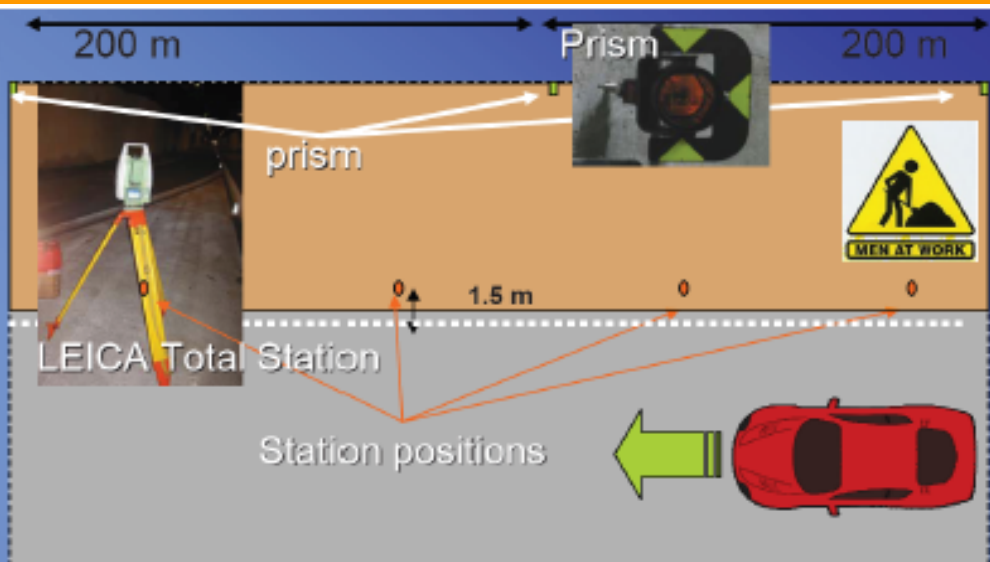 200 m
Prism
200 m
prism
MEN AT WORK
1.5 m
LEICA Total Station
Station positions